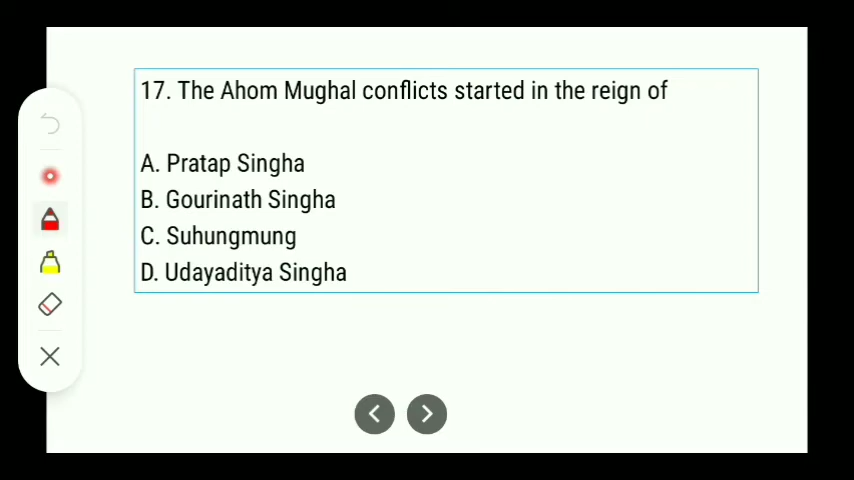 17. The Ahom Mughal conflicts started in the reign of
A. Pratap Singha
B. Gourinath Singha
C. Suhungmung
D. Udayaditya Singha